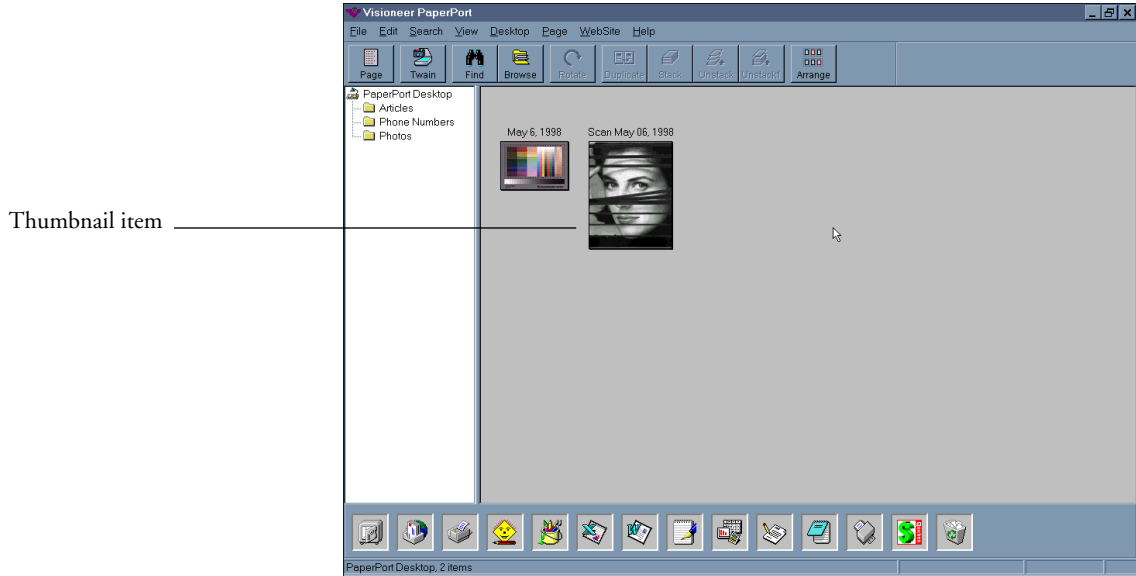 Visioneer PaperPort
File Edit Search View Desktop Page WebSite Help
Page Twain Find Browse Rotate Duplicate Stack Unstack Unstack! Arrange
PaperPort Desktop
Articles
Phone Numbers
Photos
May 6, 1998 Scan May 06, 1998
Thumbnail item
PaperPort Desktop, 2 items